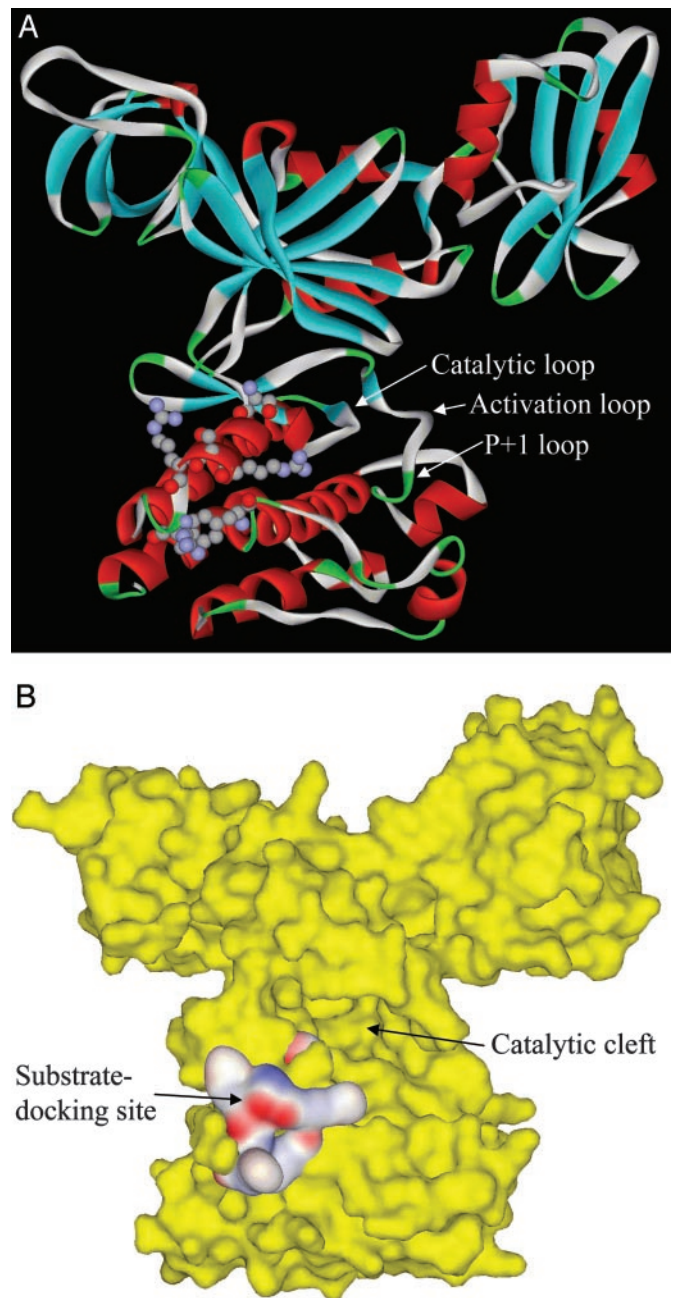 A
Catalytic loop
Activation loop
P+1 loop
B
Catalytic cleft
Substrate-
docking site